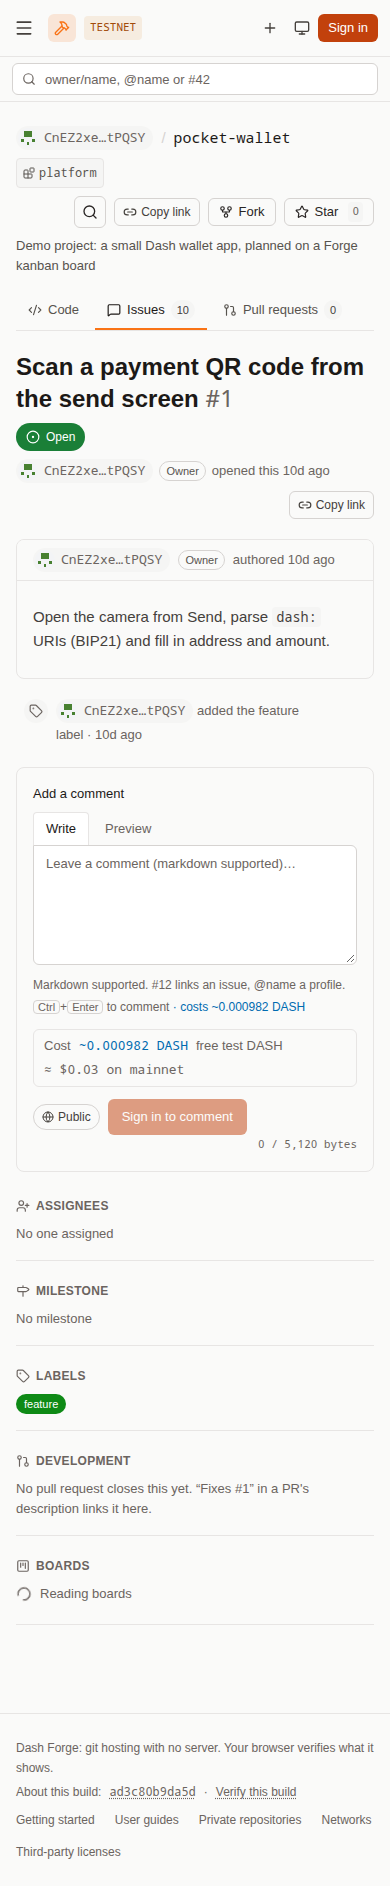 TESTNET
Sign in
owner/name, @name or #42
CnEZ2xe…tPQSY / pocket-wallet
platform
Copy link Fork Star 0
Demo project: a small Dash wallet app, planned on a Forge
kanban board
Code Issues 10 Pull requests 0
Scan a payment QR code from
the send screen #1
Open
CnEZ2xe…tPQSY Owner opened this 10d ago
Copy link
CnEZ2xe…tPQSY Owner authored 10d ago
Open the camera from Send, parse dash:
URIs (BIP21) and fill in address and amount.
CnEZ2xe…tPQSY added the feature
label · 10d ago
Add a comment
Write Preview
Leave a comment (markdown supported)…
Markdown supported. #12 links an issue, @name a profile.
Ctrl+Enter to comment · costs ~0.000982 DASH
Cost ~0.000982 DASH free test DASH
≈ $0.03 on mainnet
Public Sign in to comment
0 / 5,120 bytes
ASSIGNEES
No one assigned
MILESTONE
No milestone
LABELS
feature
DEVELOPMENT
No pull request closes this yet. “Fixes #1” in a PR's
description links it here.
BOARDS
Reading boards
Dash Forge: git hosting with no server. Your browser verifies what it
shows.
About this build: ad3c80b9da5d · Verify this build
Getting started User guides Private repositories Networks
Third-party licenses